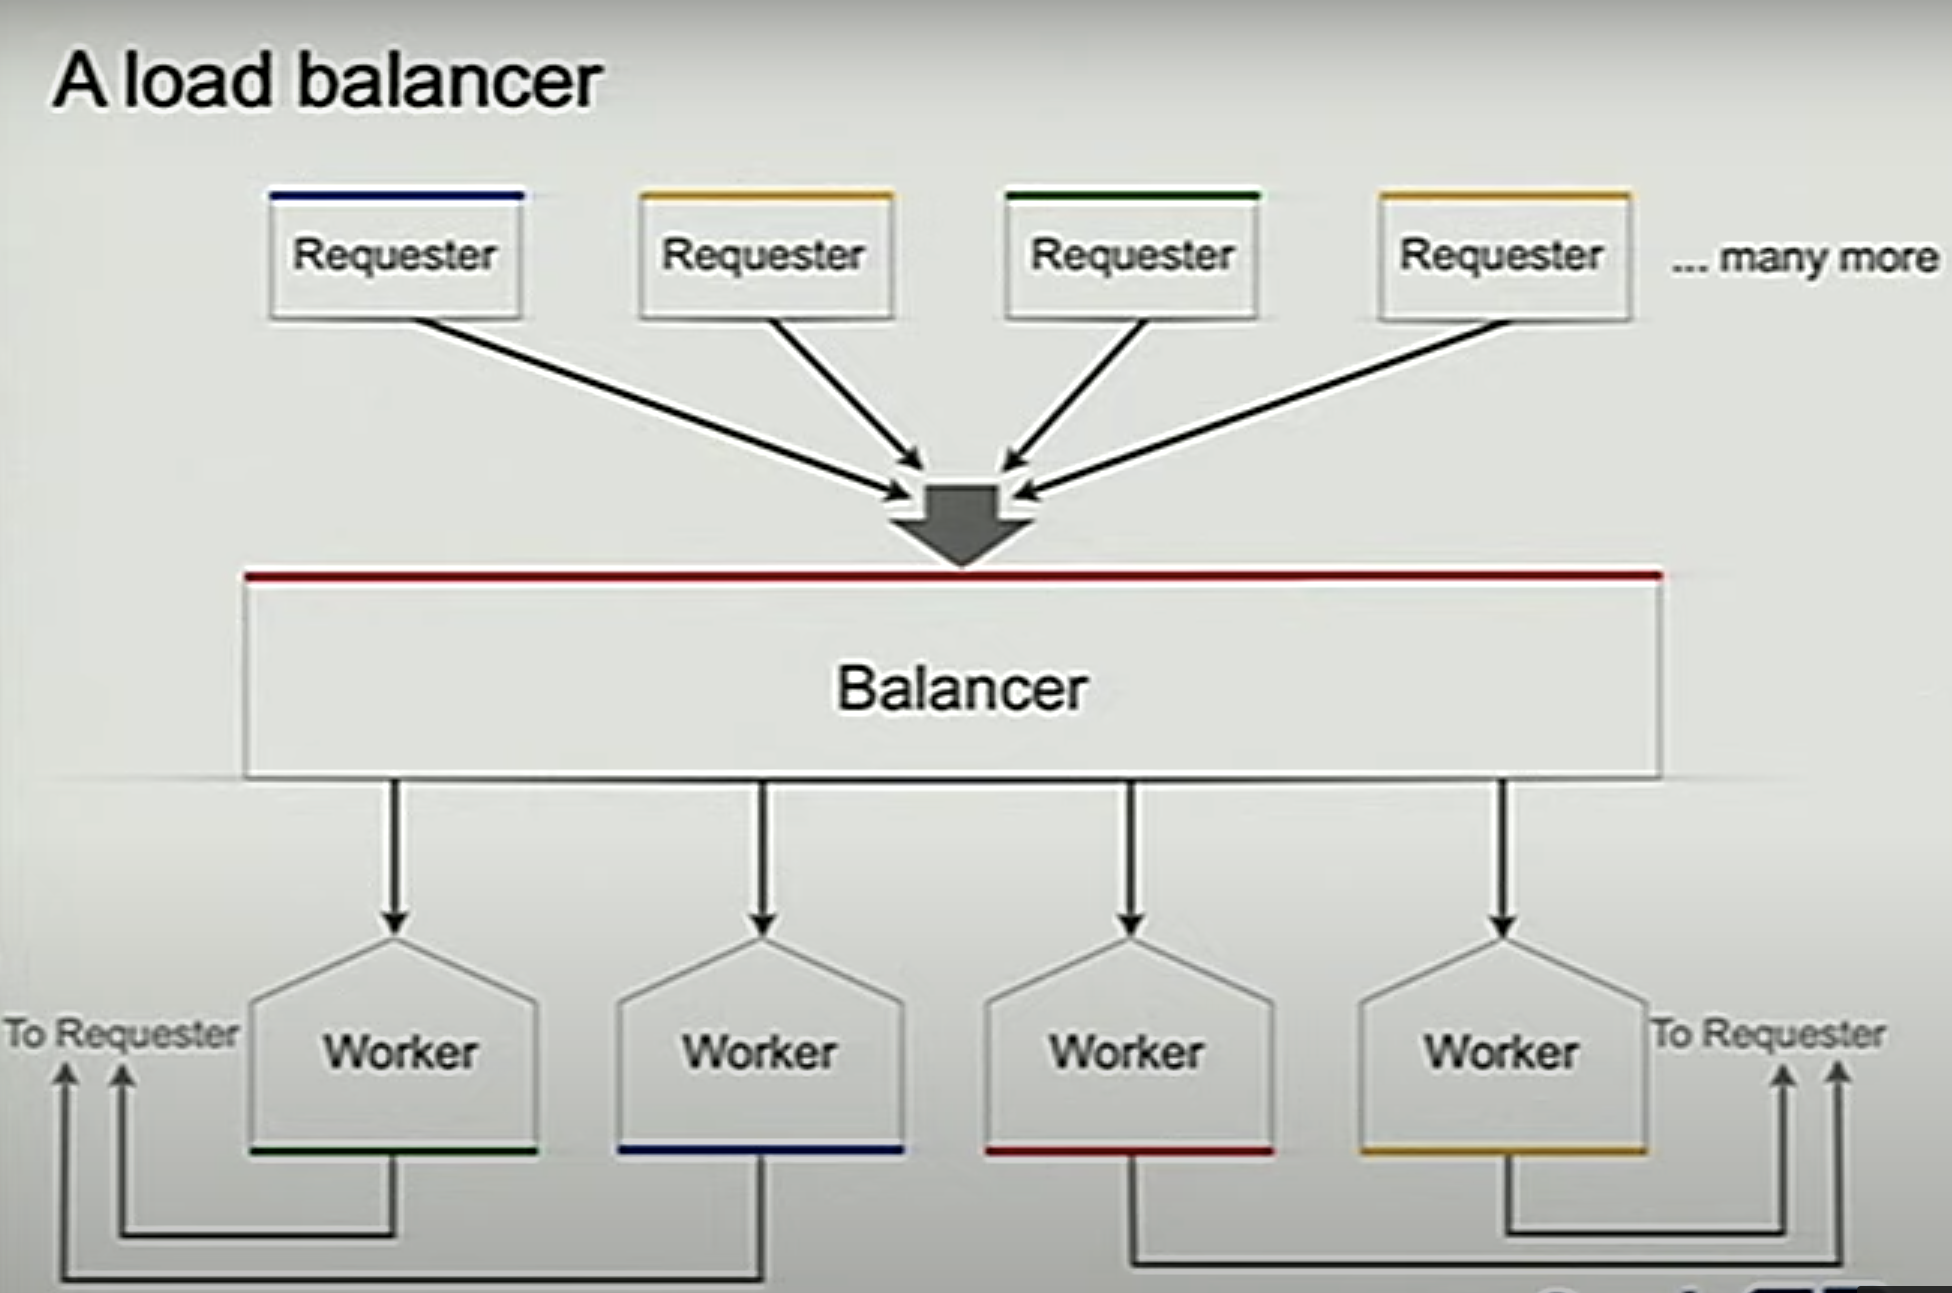 A load balancer
Requester Requester Requester Requester ... many more
Balancer
To Requester Worker Worker Worker Worker To Requester